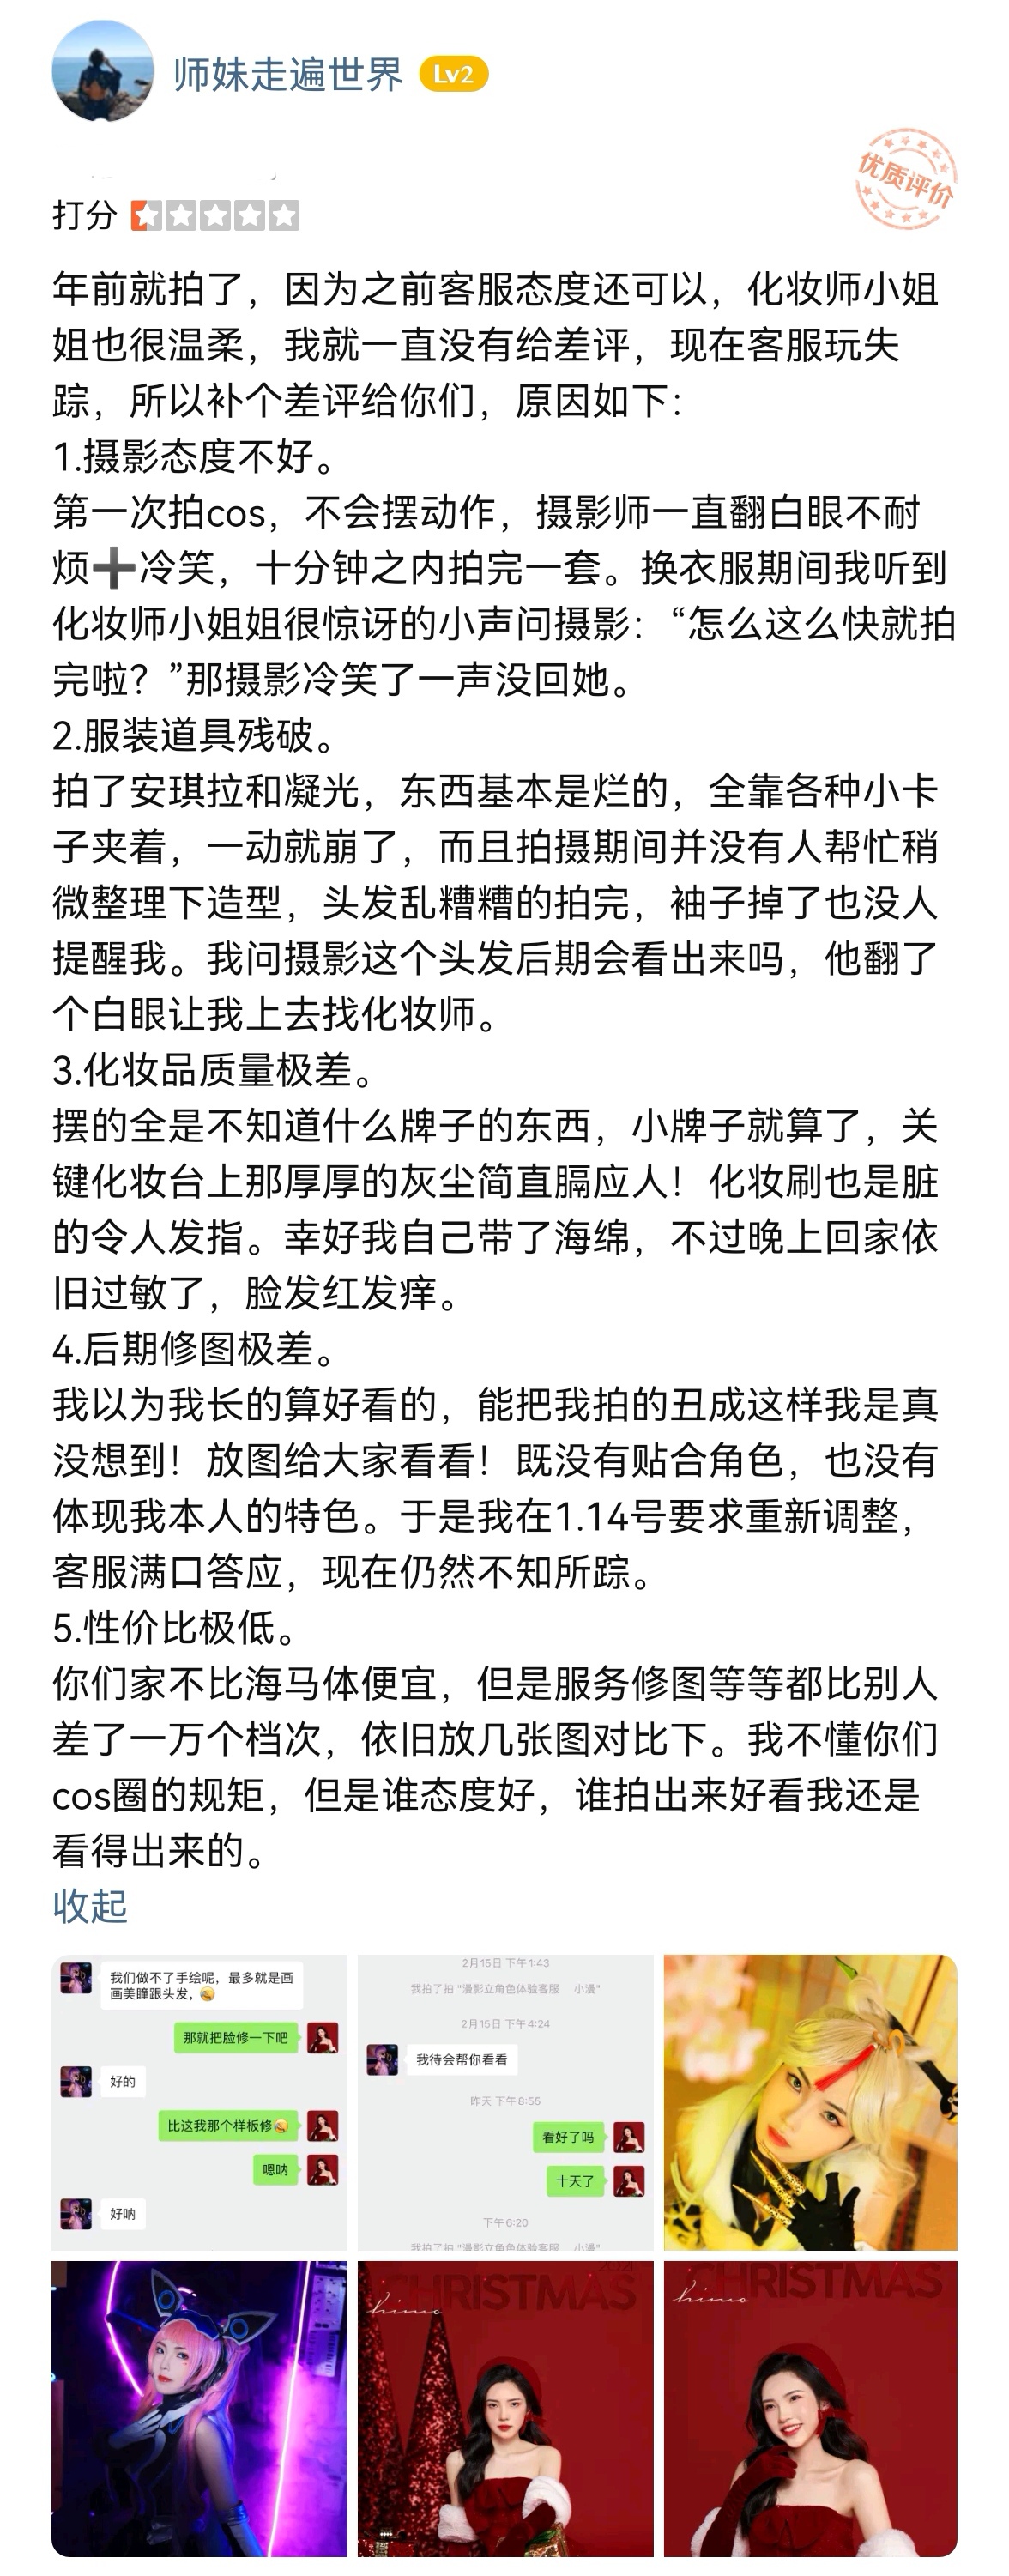 师妹走遍世界 Lv2
优质评价
打分
年前就拍了，因为之前客服态度还可以，化妆师小姐
姐也很温柔，我就一直没有给差评，现在客服玩失
踪，所以补个差评给你们，原因如下：
1.摄影态度不好。
第一次拍cos，不会摆动作，摄影师一直翻白眼不耐
烦➕冷笑，十分钟之内拍完一套。换衣服期间我听到
化妆师小姐姐很惊讶的小声问摄影：“怎么这么快就拍
完啦？”那摄影冷笑了一声没回她。
2.服装道具残破。
拍了安琪拉和凝光，东西基本是烂的，全靠各种小卡
子夹着，一动就崩了，而且拍摄期间并没有人帮忙稍
微整理下造型，头发乱糟糟的拍完，袖子掉了也没人
提醒我。我问摄影这个头发后期会看出来吗，他翻了
个白眼让我上去找化妆师。
3.化妆品质量极差。
摆的全是不知道什么牌子的东西，小牌子就算了，关
键化妆台上那厚厚的灰尘简直膈应人！化妆刷也是脏
的令人发指。幸好我自己带了海绵，不过晚上回家依
旧过敏了，脸发红发痒。
4.后期修图极差。
我以为我长的算好看的，能把我拍的丑成这样我是真
没想到！放图给大家看看！既没有贴合角色，也没有
体现我本人的特色。于是我在1.14号要求重新调整，
客服满口答应，现在仍然不知所踪。
5.性价比极低。
你们家不比海马体便宜，但是服务修图等等都比别人
差了一万个档次，依旧放几张图对比下。我不懂你们
cos圈的规矩，但是谁态度好，谁拍出来好看我还是
看得出来的。
收起
我们做不了手绘呢，最多就是画
画美瞳跟头发，
那就把脸修一下吧
好的
比这我那个样板修
嗯呐
好呐
2月15日 下午1:43
我拍了拍 "漫影立角色体验客服 小漫"
2月15日 下午4:24
我待会帮你看看
昨天 下午8:55
看好了吗
十天了
下午6:20
我拍了拍 "漫影立角色体验客服 小漫"
CHRISTMAS
himo
CHRISTMAS
himo